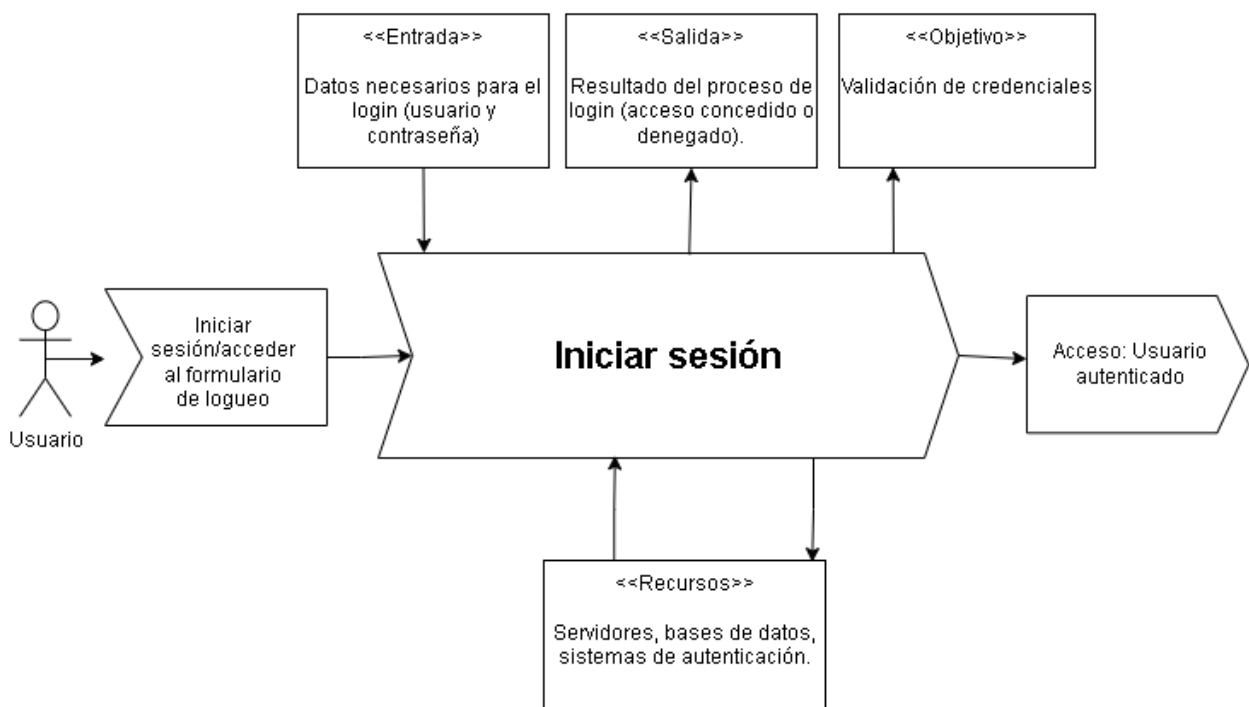 <<Entrada>>
Datos necesarios para el
login (usuario y
contraseña)
<<Salida>>
Resultado del proceso de
login (acceso concedido o
denegado).
<<Objetivo>>
Validación de credenciales
Iniciar
sesión/acceder
al formulario
de logueo
Usuario
Iniciar sesión
Acceso: Usuario
autenticado
<<Recursos>>
Servidores, bases de datos,
sistemas de autenticación.